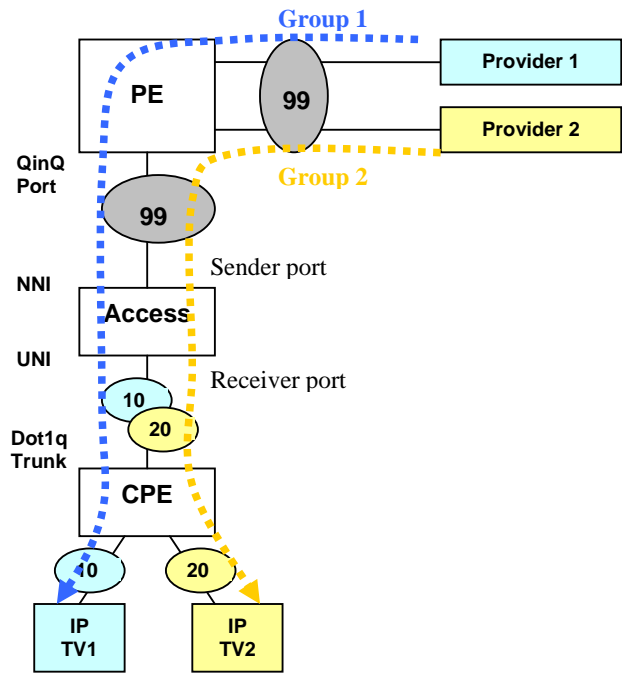 Group 1
PE
99
Provider 1
Provider 2
Group 2
QinQ
Port
99
Sender port
NNI
Access
UNI
Receiver port
10
20
Dot1q
Trunk
CPE
10
20
IP
TV1
IP
TV2